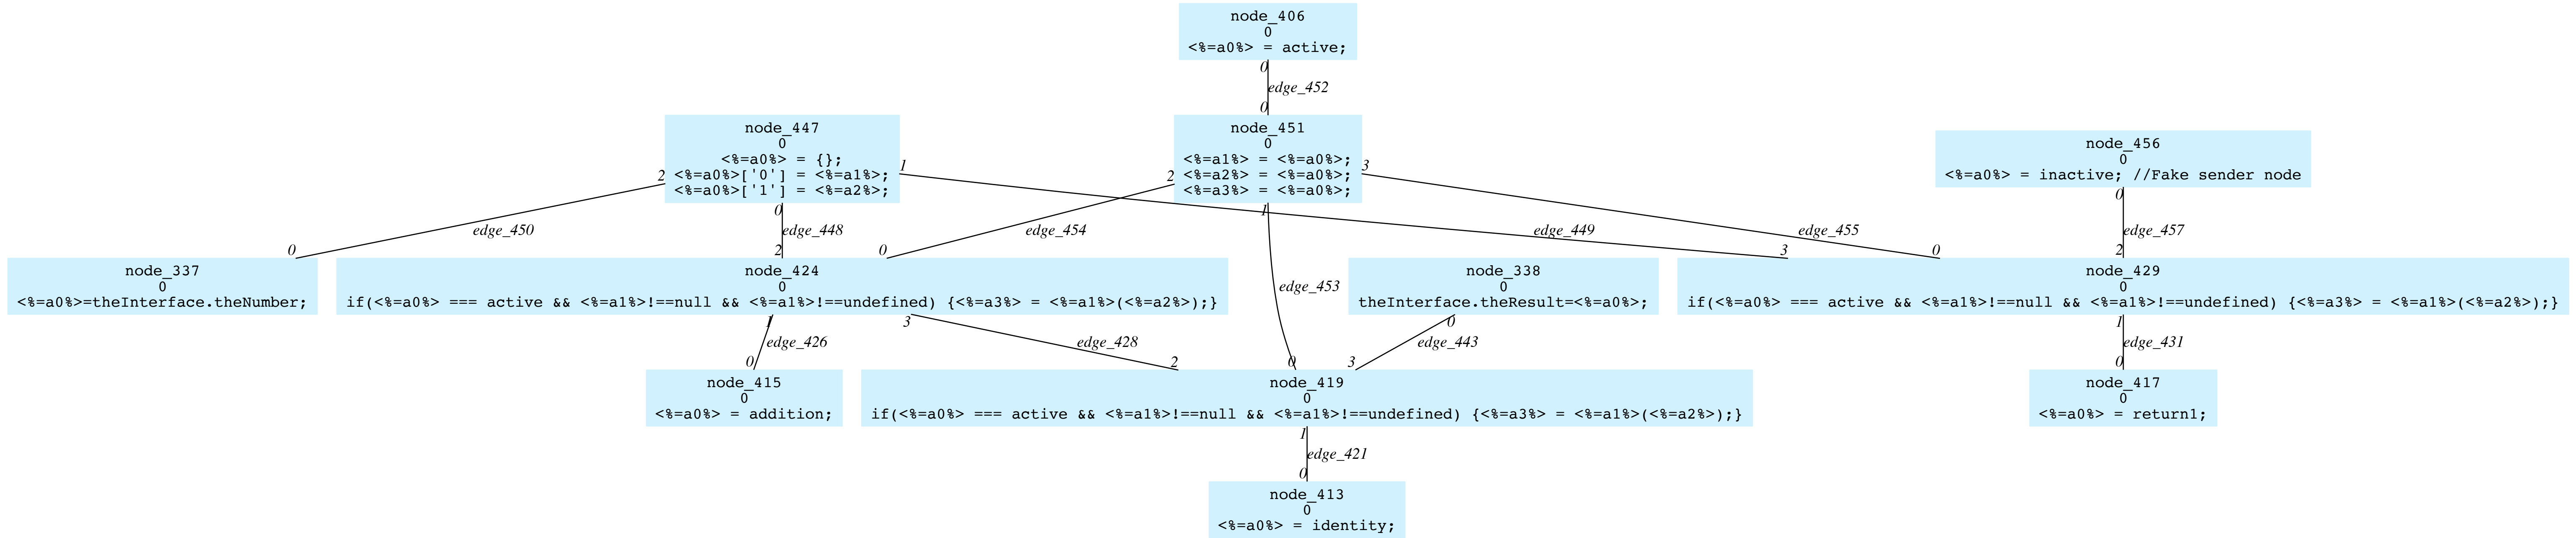 node_406
0
<%=a0%> = active;
0
edge_452
0
node_447
0
<%=a0%> = {};
<%=a0%>['0'] = <%=a1%>;
<%=a0%>['1'] = <%=a2%>;
2
1
0
node_451
0
<%=a1%> = <%=a0%>;
<%=a2%> = <%=a0%>;
<%=a3%> = <%=a0%>;
2
3
1
node_456
0
<%=a0%> = inactive; //Fake sender node
0
edge_450
edge_448
edge_454
edge_449
edge_455
edge_457
0
2
0
3
0
2
edge_453
node_337
0
<%=a0%>=theInterface.theNumber;
node_424
0
if(<%=a0%> === active && <%=a1%>!==null && <%=a1%>!==undefined) {<%=a3%> = <%=a1%>(<%=a2%>);}
1
3
node_338
0
theInterface.theResult=<%=a0%>;
0
node_429
0
if(<%=a0%> === active && <%=a1%>!==null && <%=a1%>!==undefined) {<%=a3%> = <%=a1%>(<%=a2%>);}
1
edge_426
edge_428
edge_443
edge_431
0
2
0
3
0
node_415
0
<%=a0%> = addition;
node_419
0
if(<%=a0%> === active && <%=a1%>!==null && <%=a1%>!==undefined) {<%=a3%> = <%=a1%>(<%=a2%>);}
node_417
0
<%=a0%> = return1;
1
edge_421
0
node_413
0
<%=a0%> = identity;